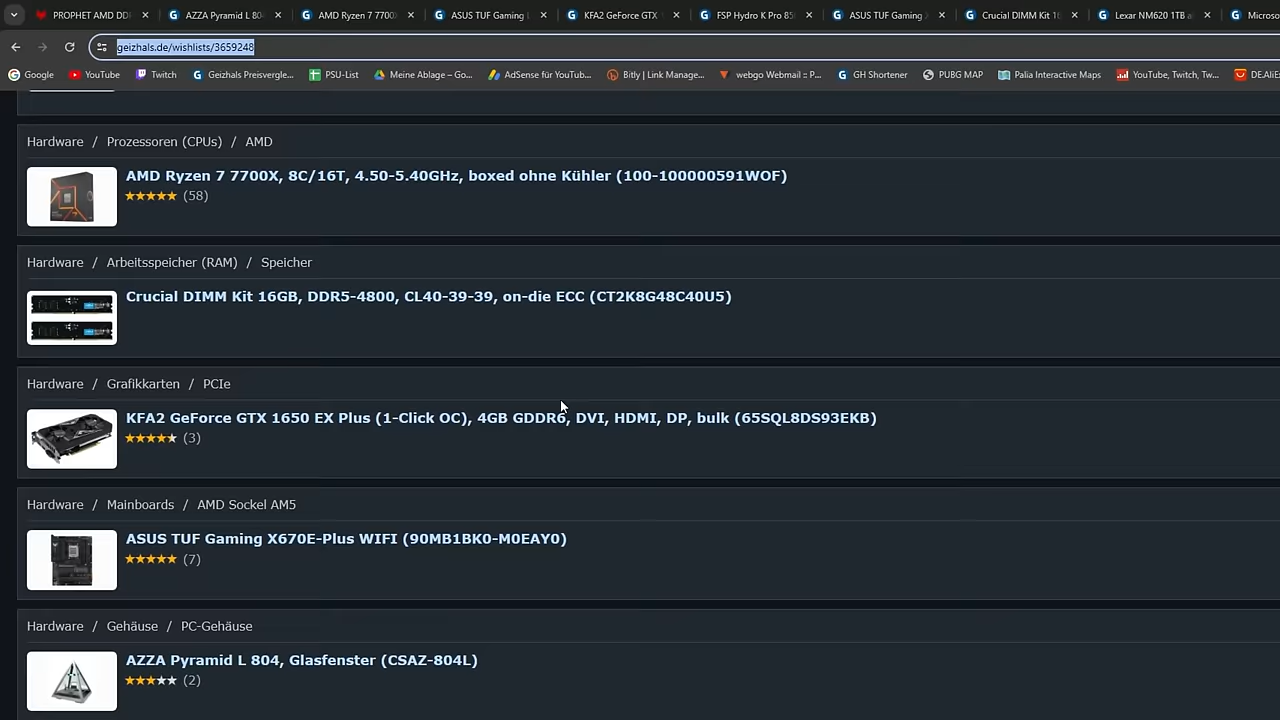 PROPHET AMD DD
AZZA Pyramid L 80
AMD Ryzen 7 7700
ASUS TUF Gaming
KFA2 GeForce GTX
FSP Hydro K Pro 85
ASUS TUF Gaming
Crucial DIMM Kit 1
Lexar NM620 1TB a
Microso
geizhals.de/wishlists/3659248
Google
YouTube
Twitch
Geizhals Preisvergle...
PSU-List
Meine Ablage – Go...
AdSense für YouTub...
Bitly | Link Manage...
webgo Webmail :: P...
GH Shortener
PUBG MAP
Palia Interactive Maps
YouTube, Twitch, Tw...
DE.AliEx
Hardware / Prozessoren (CPUs) / AMD
AMD Ryzen 7 7700X, 8C/16T, 4.50-5.40GHz, boxed ohne Kühler (100-100000591WOF)
(58)
Hardware / Arbeitsspeicher (RAM) / Speicher
Crucial DIMM Kit 16GB, DDR5-4800, CL40-39-39, on-die ECC (CT2K8G48C40U5)
Hardware / Grafikkarten / PCIe
KFA2 GeForce GTX 1650 EX Plus (1-Click OC), 4GB GDDR6, DVI, HDMI, DP, bulk (65SQL8DS93EKB)
(3)
Hardware / Mainboards / AMD Sockel AM5
ASUS TUF Gaming X670E-Plus WIFI (90MB1BK0-M0EAY0)
(7)
Hardware / Gehäuse / PC-Gehäuse
AZZA Pyramid L 804, Glasfenster (CSAZ-804L)
(2)